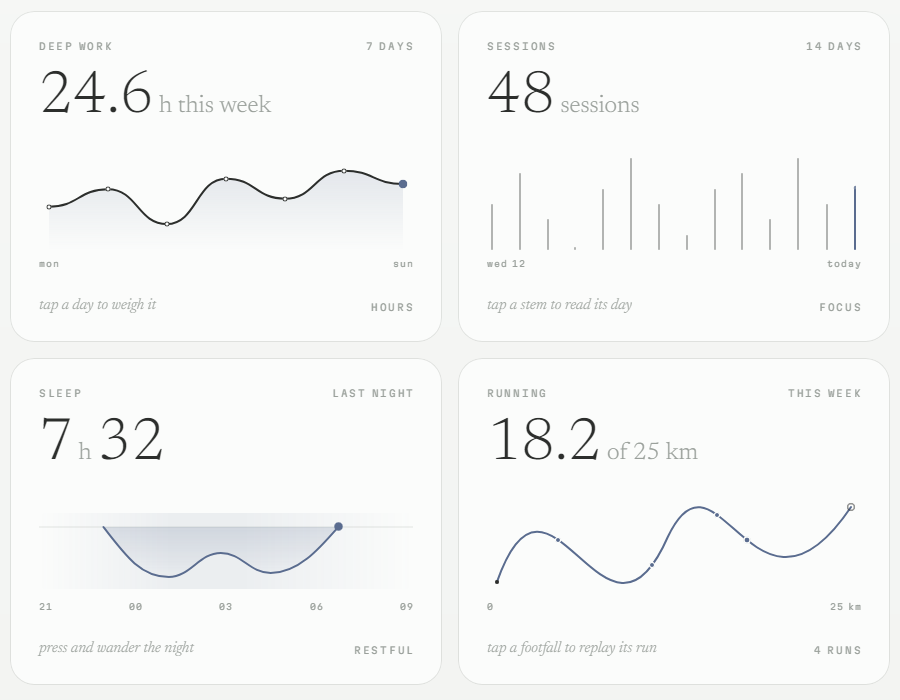 DEEP WORK 7 DAYS
24.6 h this week
mon sun
tap a day to weigh it HOURS
SESSIONS 14 DAYS
48 sessions
wed 12 today
tap a stem to read its day FOCUS
SLEEP LAST NIGHT
7 h 32
21 00 03 06 09
press and wander the night RESTFUL
RUNNING THIS WEEK
18.2 of 25 km
0 25 km
tap a footfall to replay its run 4 RUNS